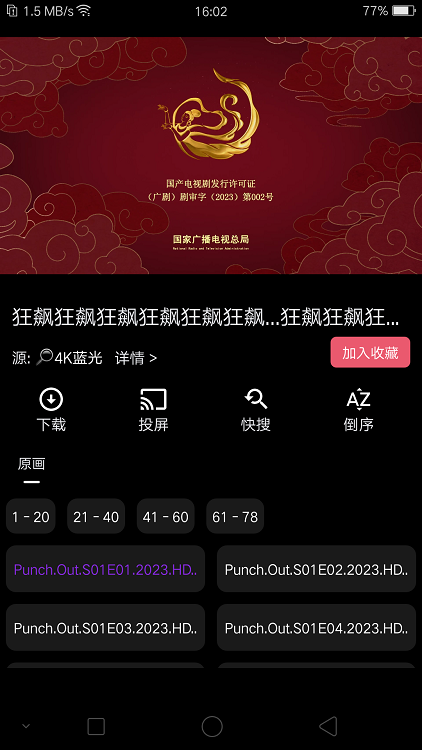 1.5 MB/s
16:02
77%
国产电视剧发行许可证
（广剧）剧审字（2023）第002号
国家广播电视总局
National Radio and Television Administration
狂飙狂飙狂飙狂飙狂飙狂飙...狂飙狂飙狂...
源: 🔎4K蓝光 详情 >
加入收藏
下载 投屏 快搜 倒序
原画
1 - 20 21 - 40 41 - 60 61 - 78
Punch.Out.S01E01.2023.HD.. Punch.Out.S01E02.2023.HD..
Punch.Out.S01E03.2023.HD.. Punch.Out.S01E04.2023.HD..